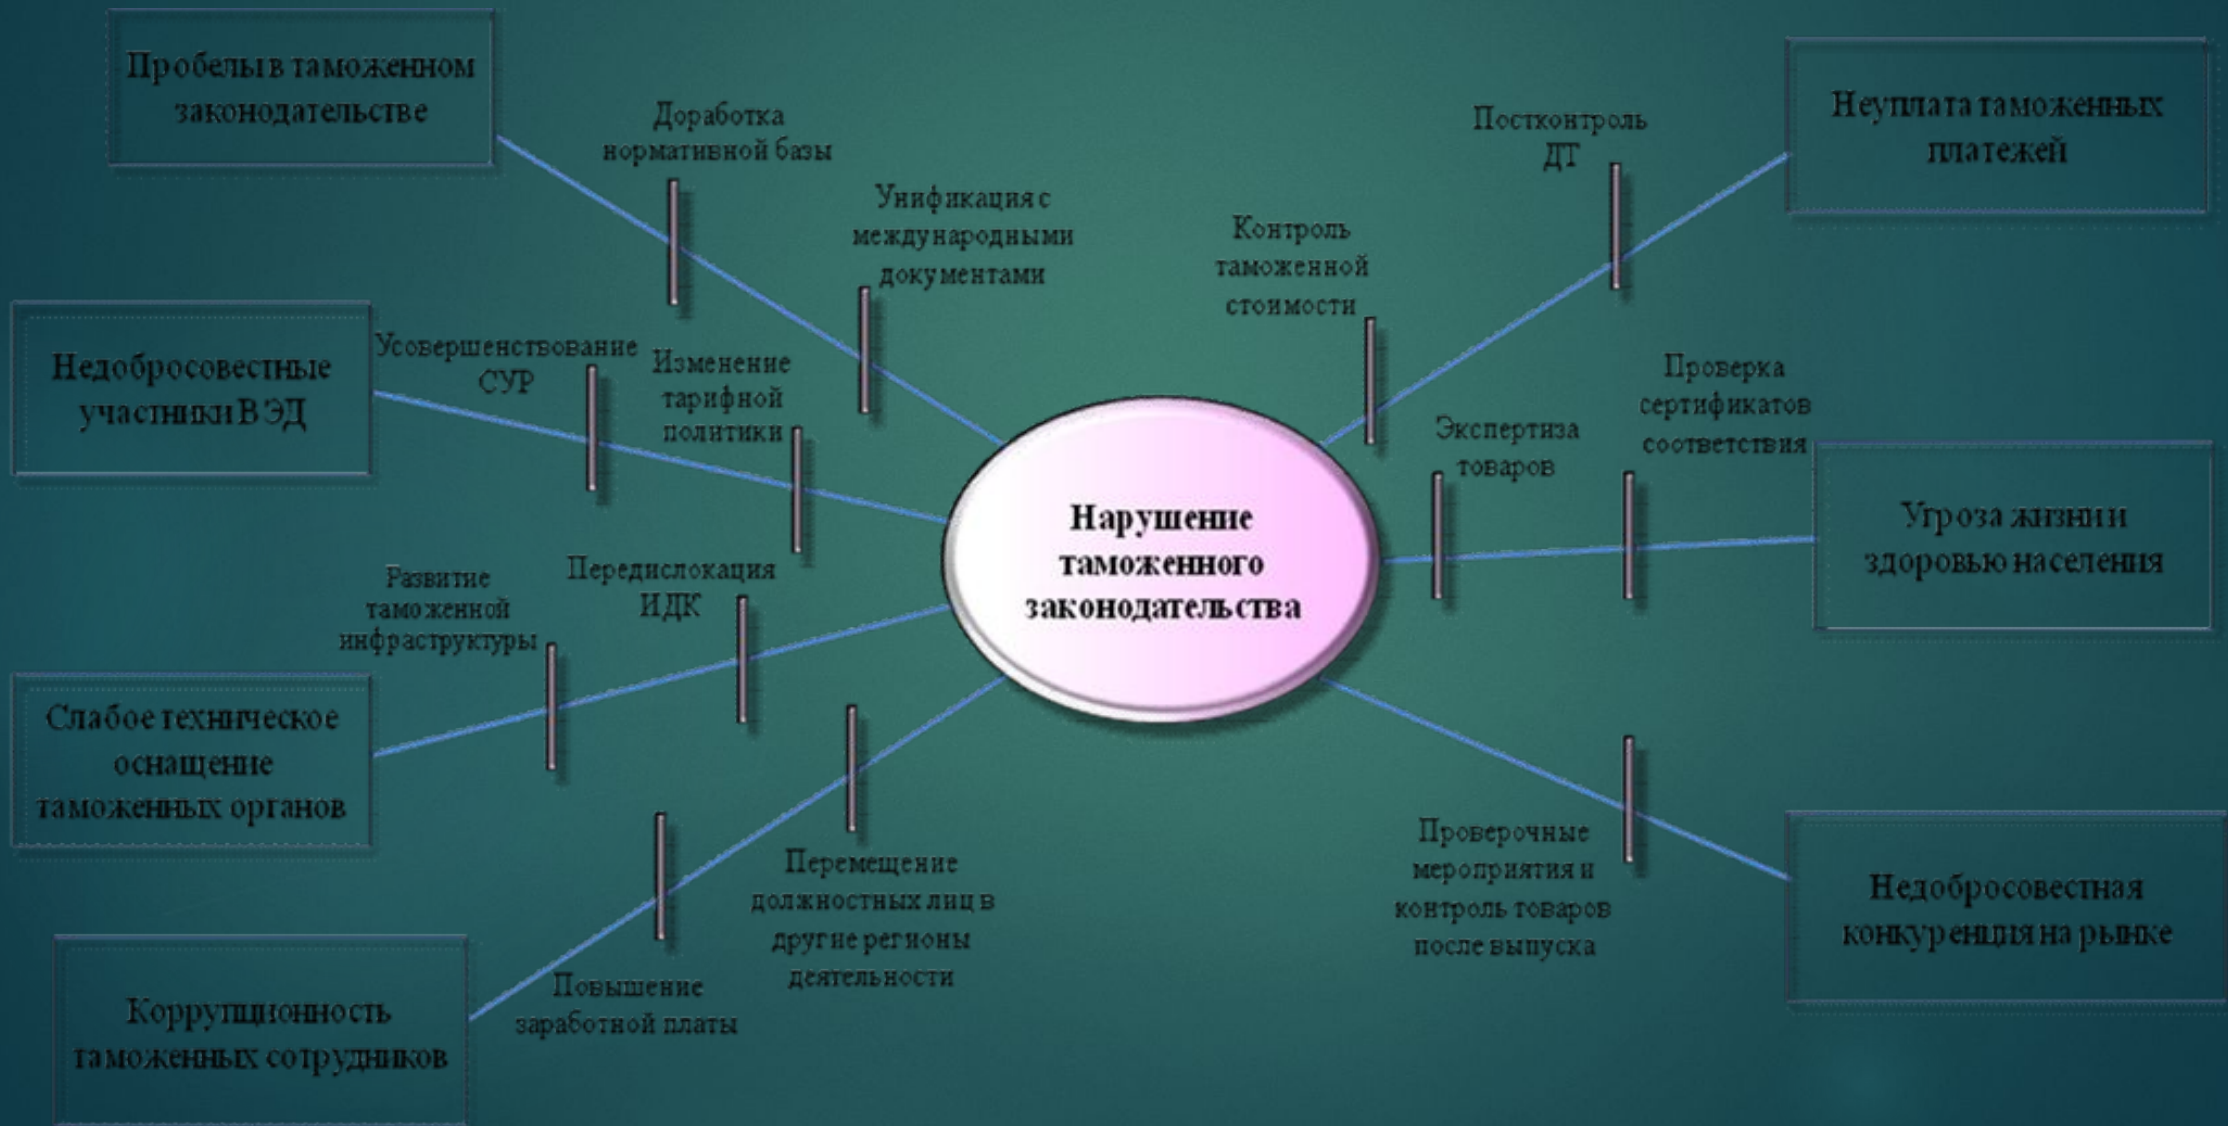 Пробелы в таможенном
законодательстве
Доработка
нормативной базы
Унификация с
международными
документами
Недобросовестные
участники ВЭД
Усовершенствование
СУР
Изменение
тарифной
политики
Слабое техническое
оснащение
таможенных органов
Развитие
таможенной
инфраструктуры
Передислокация
ИДК
Коррупционность
таможенных сотрудников
Повышение
заработной платы
Перемещение
должностных лиц в
другие регионы
деятельности
Нарушение
таможенного
законодательства
Контроль
таможенной
стоимости
Постконтроль
ДТ
Неуплата таможенных
платежей
Экспертиза
товаров
Проверка
сертификатов
соответствия
Угроза жизни и
здоровью населения
Проверочные
мероприятия и
контроль товаров
после выпуска
Недобросовестная
конкуренция на рынке